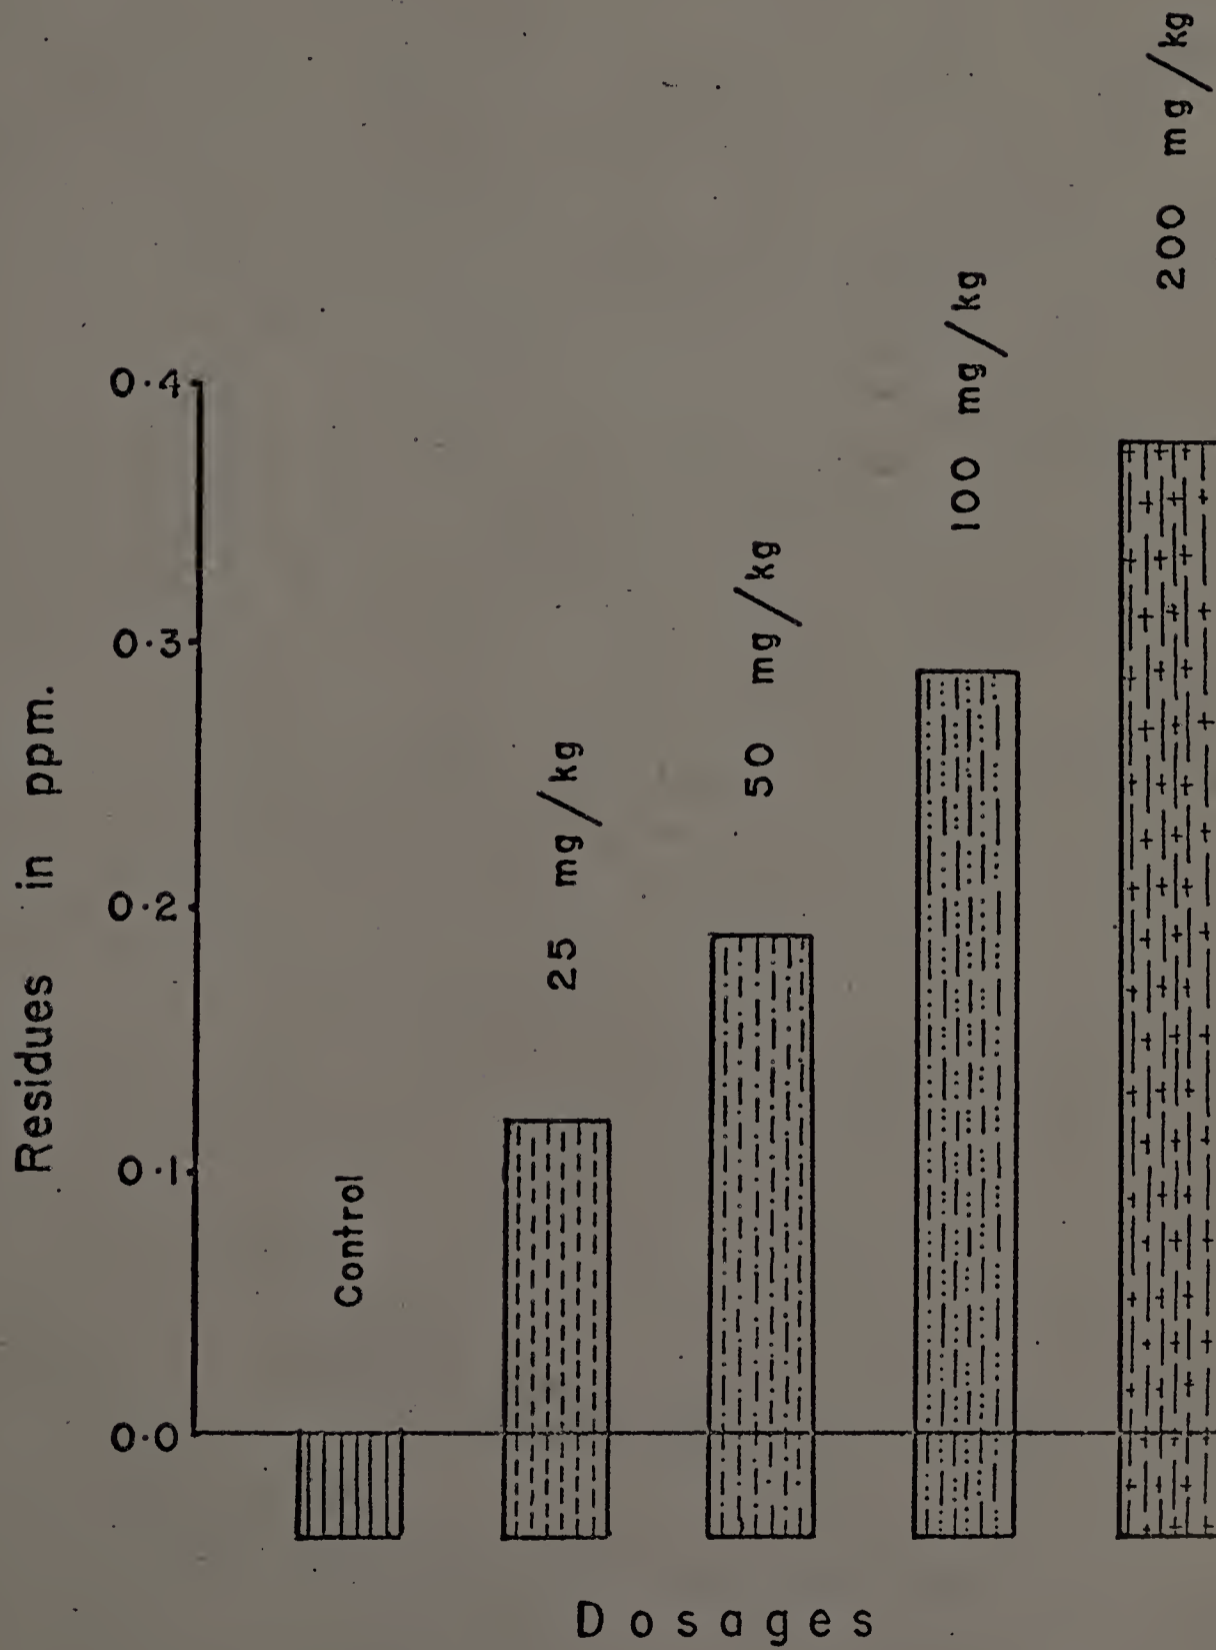 Residues in ppm.
0.4
0.3
0.2
0.1
0.0
Control
25 mg/kg
50 mg/kg
100 mg/kg
200 mg/kg
Dosages